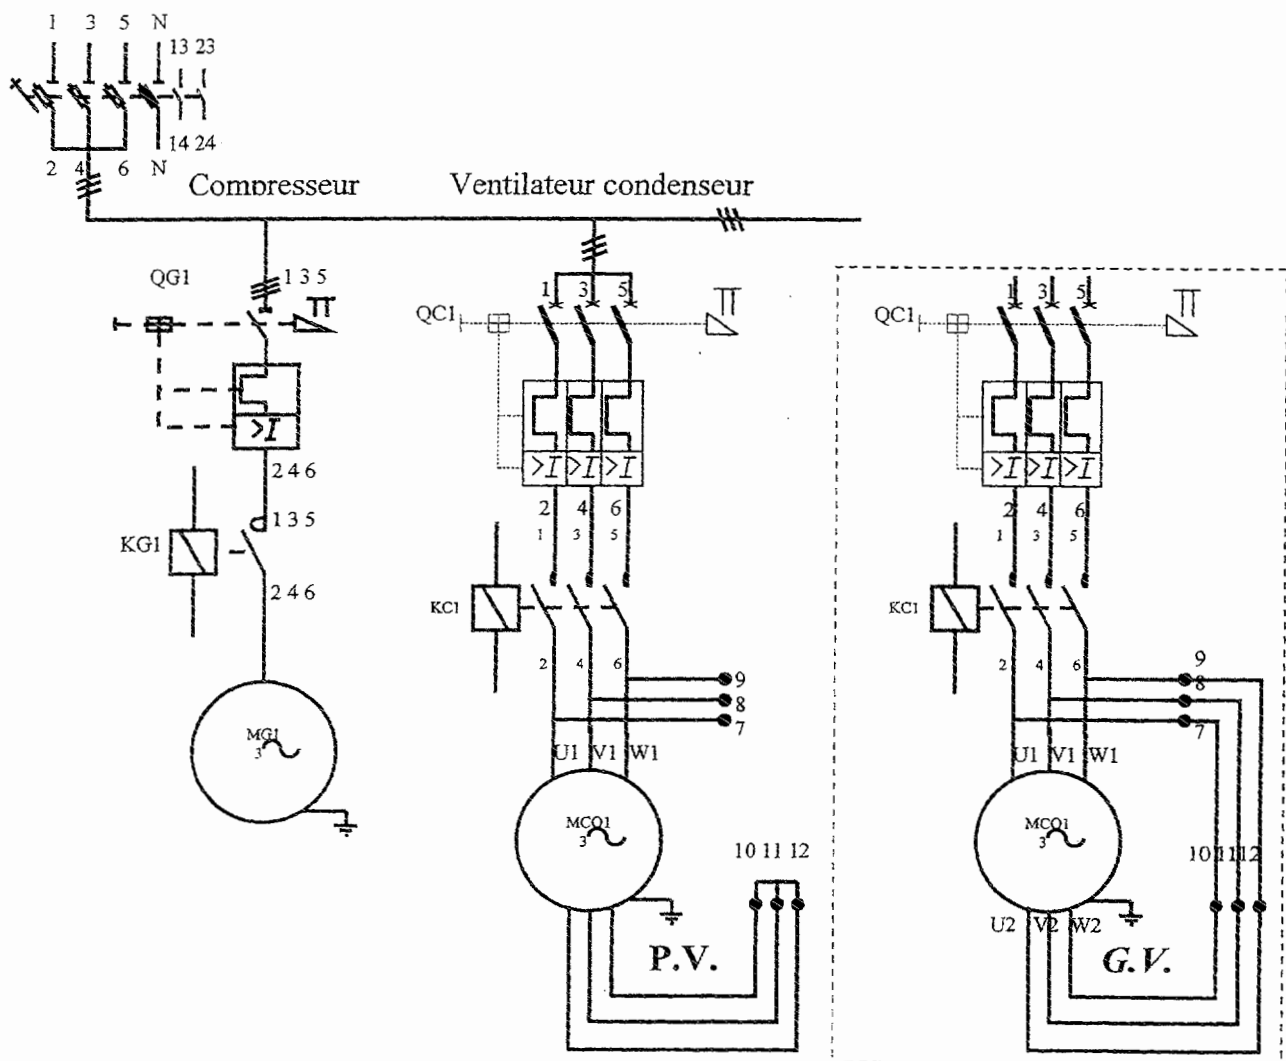 1 3 5 N
13 23
14 24
2 4 6 N
Compresseur
Ventilateur condenseur
QG1
1 3 5
>I
2 4 6
KG1
1 3 5
2 4 6
MG1
3
QC1
1 3 5
>I >I >I
2 4 6
1 3 5
KC1
2 4 6
9
8
7
U1 V1 W1
MCO1
3
10 11 12
P.V.
QC1
1 3 5
>I >I >I
2 4 6
1 3 5
KC1
2 4 6
9
8
7
U1 V1 W1
MCO1
3
10 11 12
U2 V2 W2
G.V.